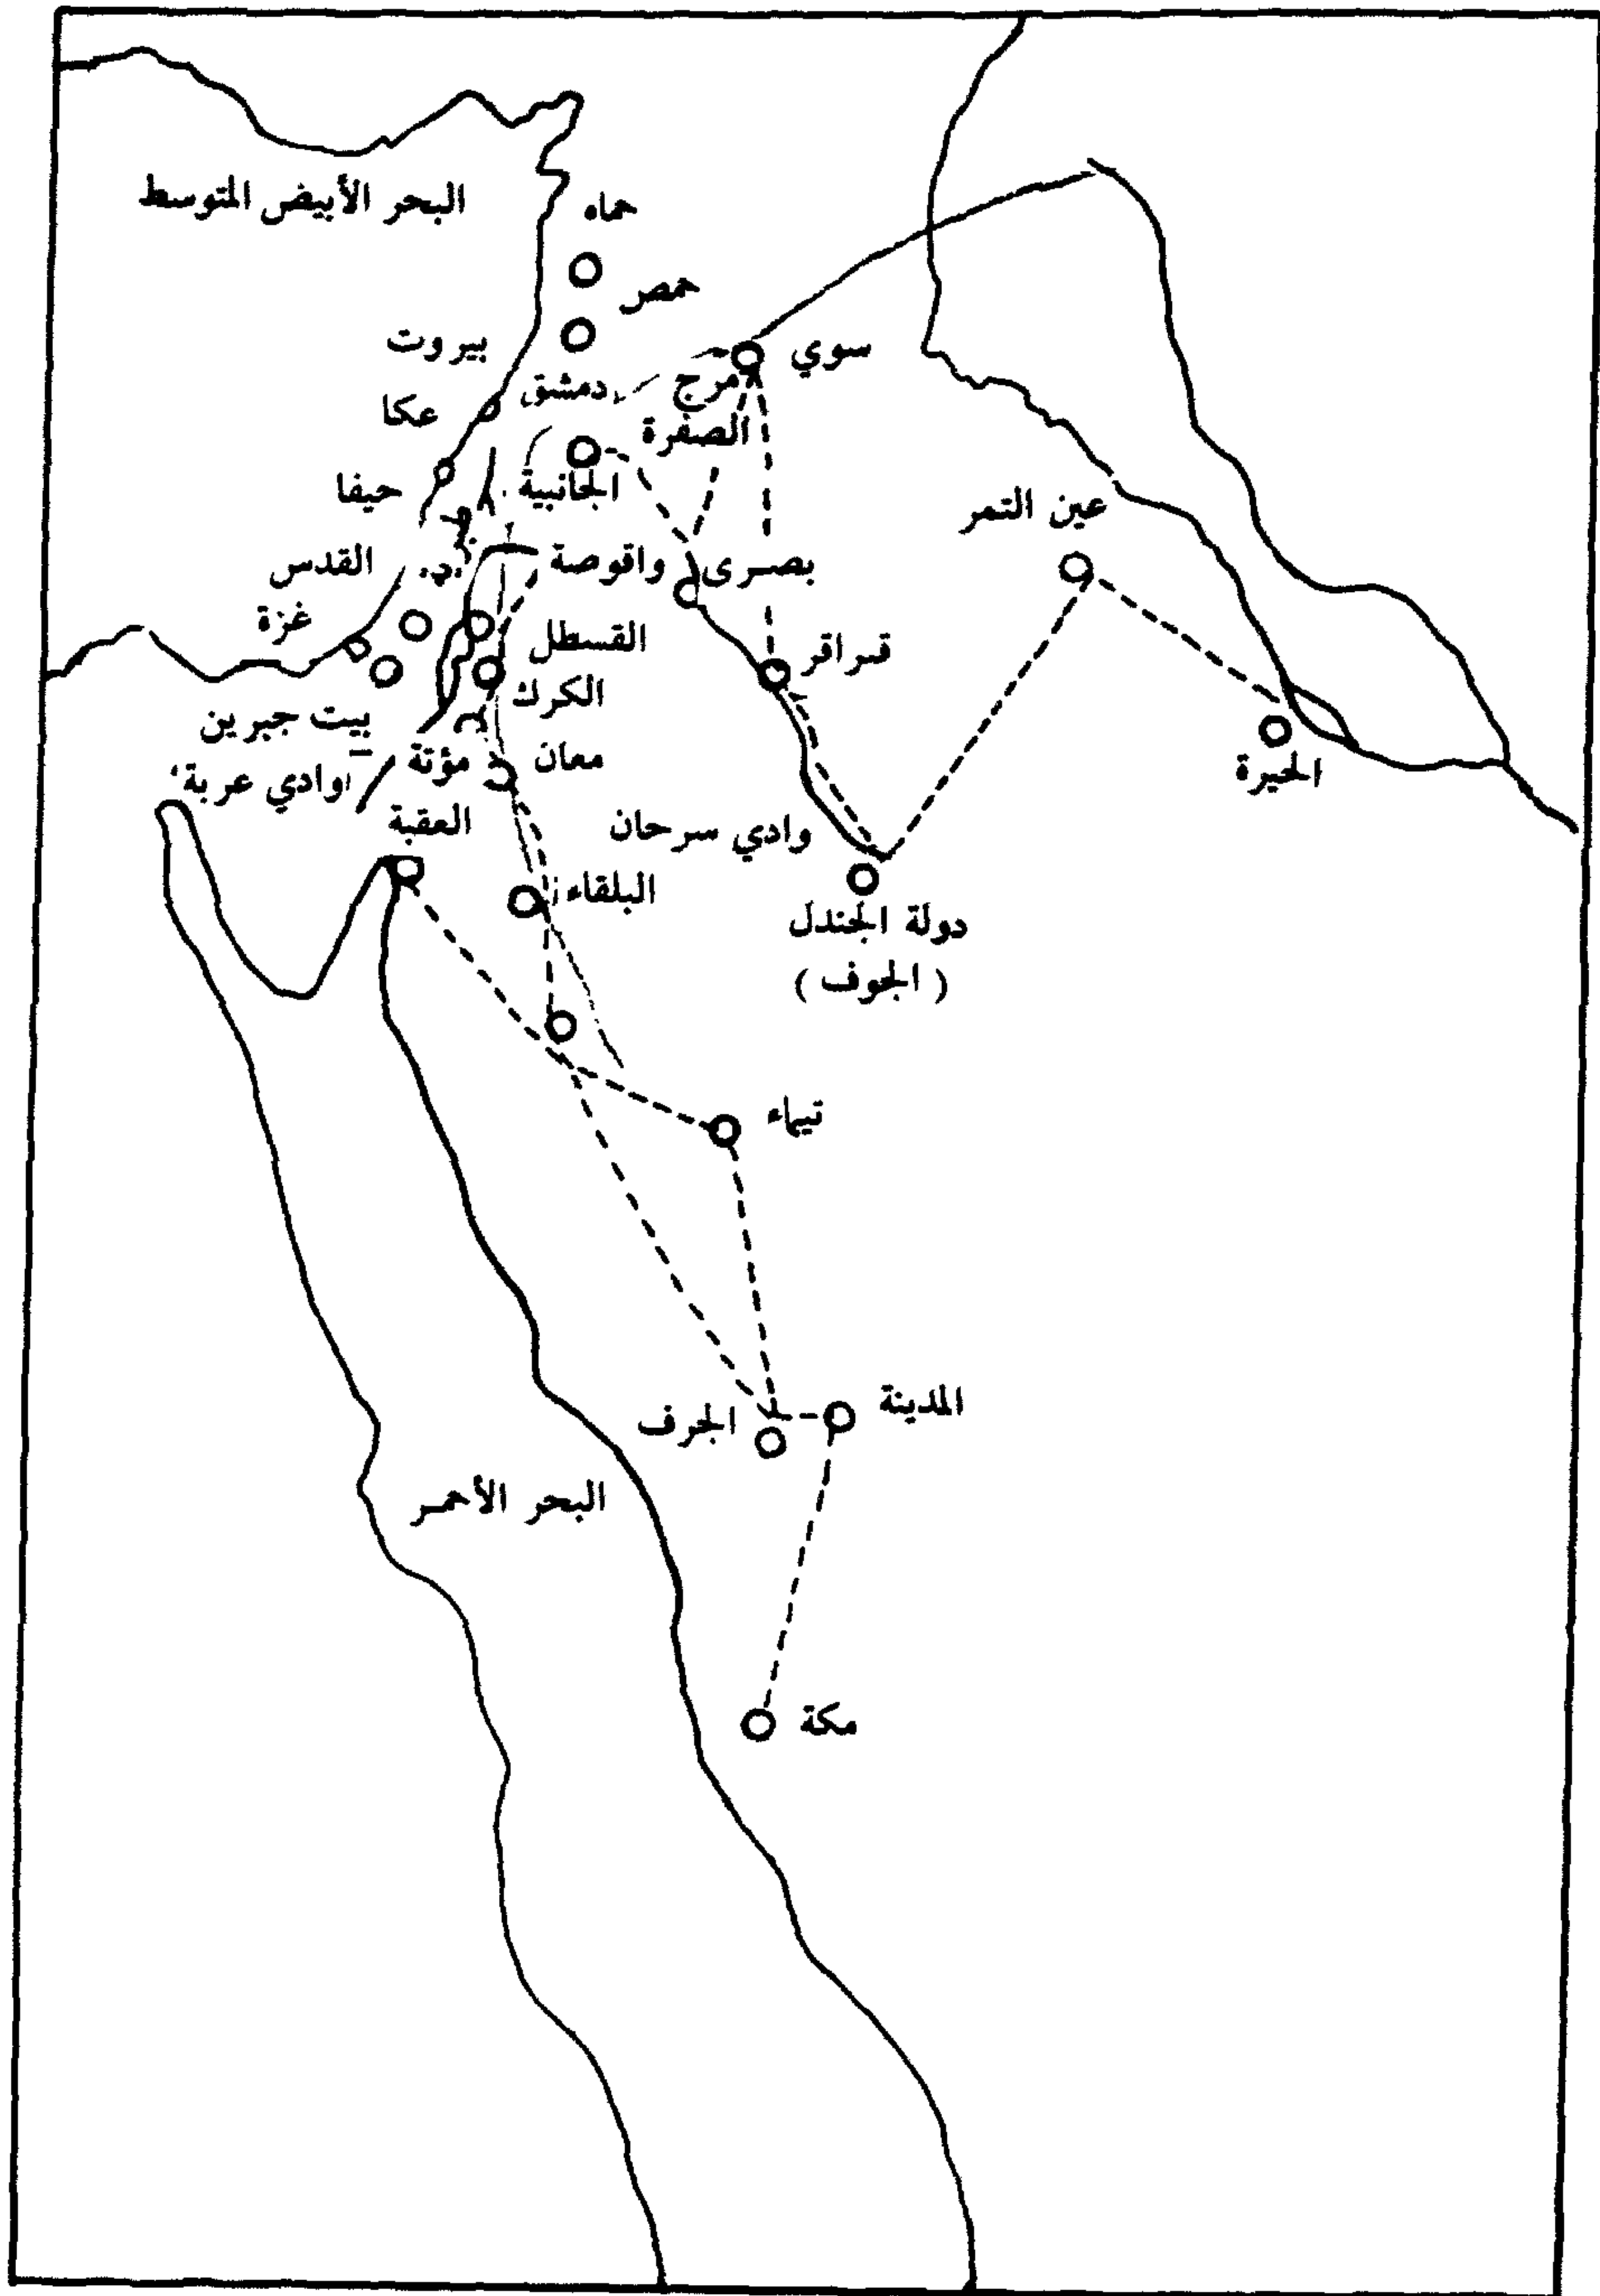 البحر الأبيض المتوسط
حماه
حمص
بيروت
سوي
دمشق
مرج
الصفرة
عكا
الجانبية
حيفا
عين التمر
القدس
واقوصة
بصرى
غزة
القسطل
قراقر
الكرك
بيت جبرين
مؤتة
معان
وادي عربة
الحيرة
العقبة
وادي سرحان
البلقاء
دولة الجندل
( الجوف )
تيماء
المدينة
الجرف
البحر الأحمر
مكة